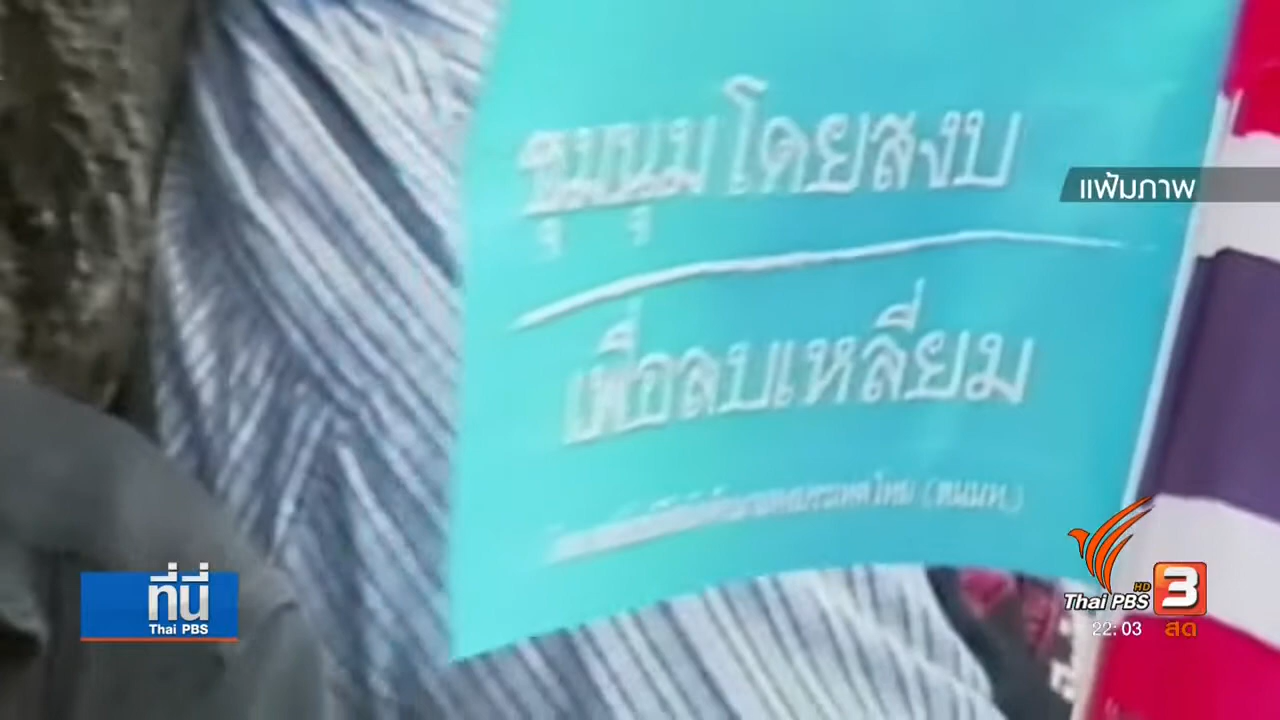 ชุมนุมโดยสงบ
แฟ้มภาพ
เพื่อลบเหลี่ยม
ที่นี่
Thai PBS
HD
Thai PBS 3
22:03 สด